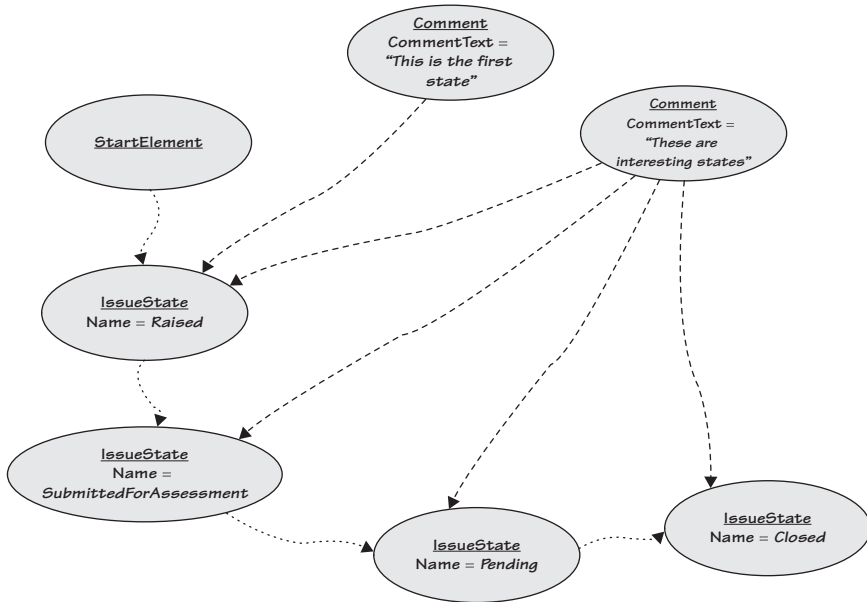 Comment
CommentText =
“This is the first
state”
Comment
CommentText =
“These are
interesting states”
StartElement
IssueState
Name = Raised
IssueState
Name =
SubmittedForAssessment
IssueState
Name = Pending
IssueState
Name = Closed